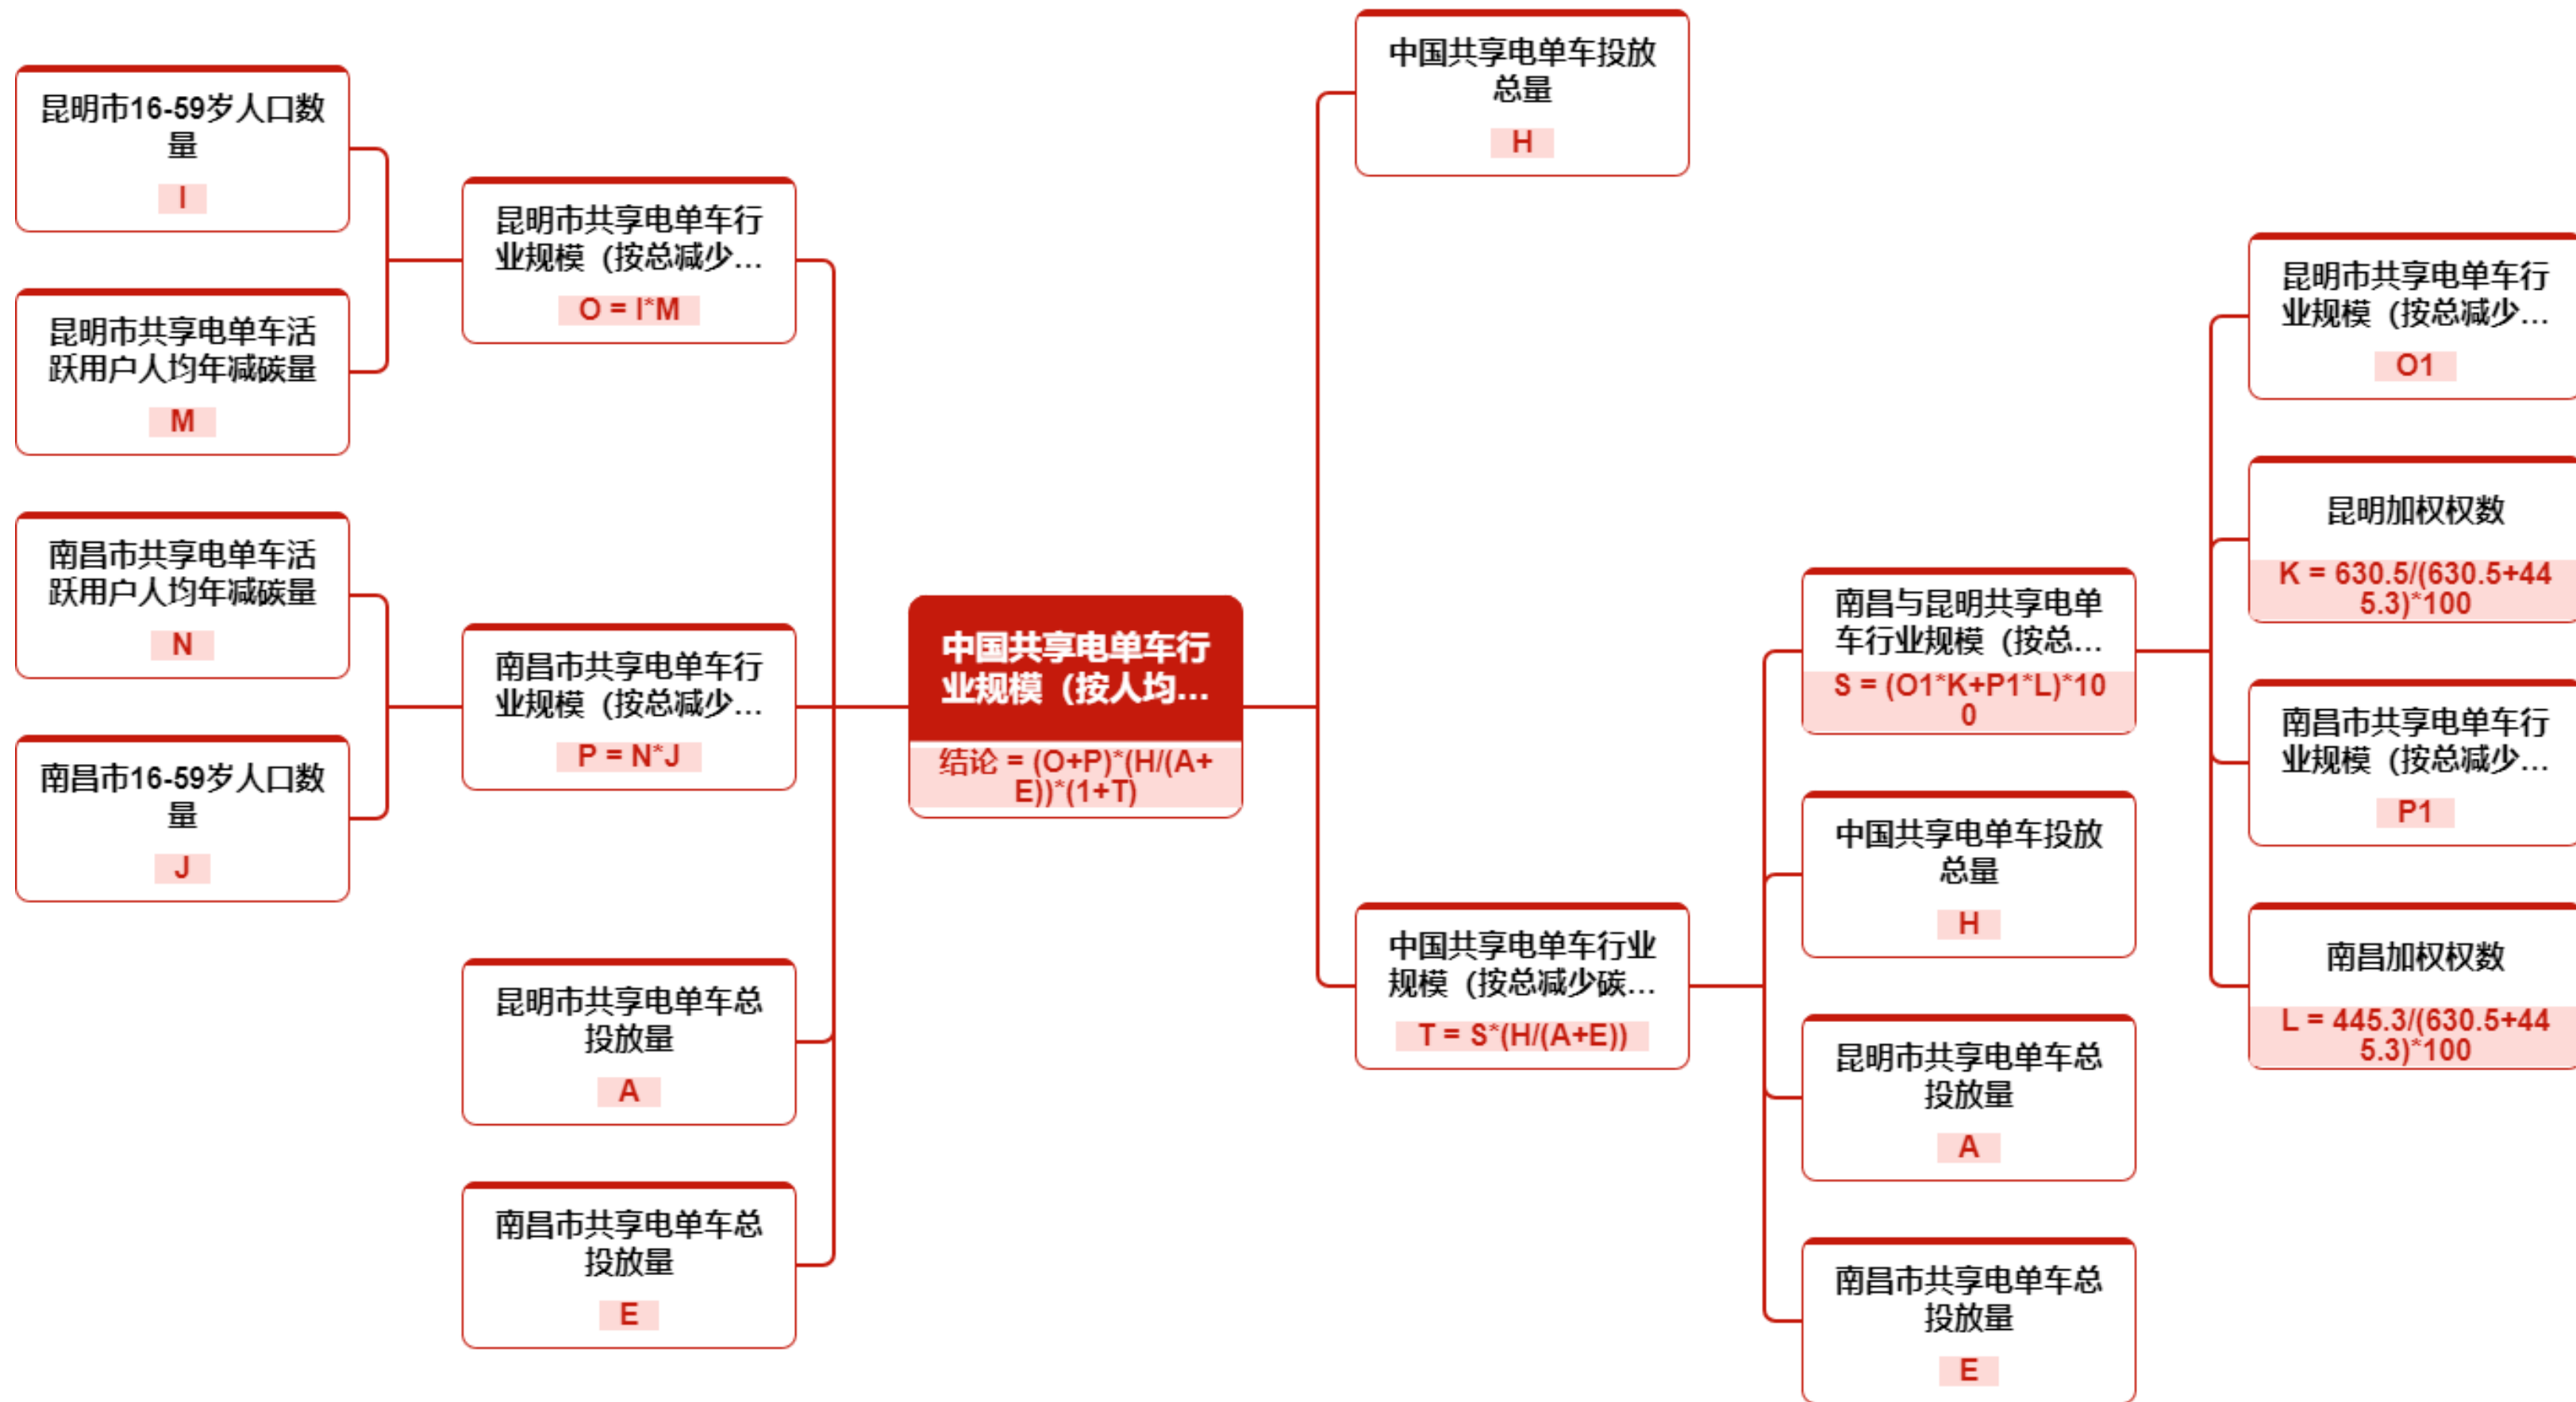 昆明市16-59岁人口数
量
I
昆明市共享电单车活
跃用户人均年减碳量
M
南昌市共享电单车活
跃用户人均年减碳量
N
南昌市16-59岁人口数
量
J
昆明市共享电单车行
业规模（按总减少...
O = I*M
南昌市共享电单车行
业规模（按总减少...
P = N*J
昆明市共享电单车总
投放量
A
南昌市共享电单车总
投放量
E
中国共享电单车行
业规模（按人均...
结论 = (O+P)*(H/(A+
E))*(1+T)
中国共享电单车投放
总量
H
中国共享电单车行业
规模（按总减少碳...
T = S*(H/(A+E))
南昌与昆明共享电单
车行业规模（按总...
S = (O1*K+P1*L)*10
0
中国共享电单车投放
总量
H
昆明市共享电单车总
投放量
A
南昌市共享电单车总
投放量
E
昆明市共享电单车行
业规模（按总减少...
O1
昆明加权权数
K = 630.5/(630.5+44
5.3)*100
南昌市共享电单车行
业规模（按总减少...
P1
南昌加权权数
L = 445.3/(630.5+44
5.3)*100